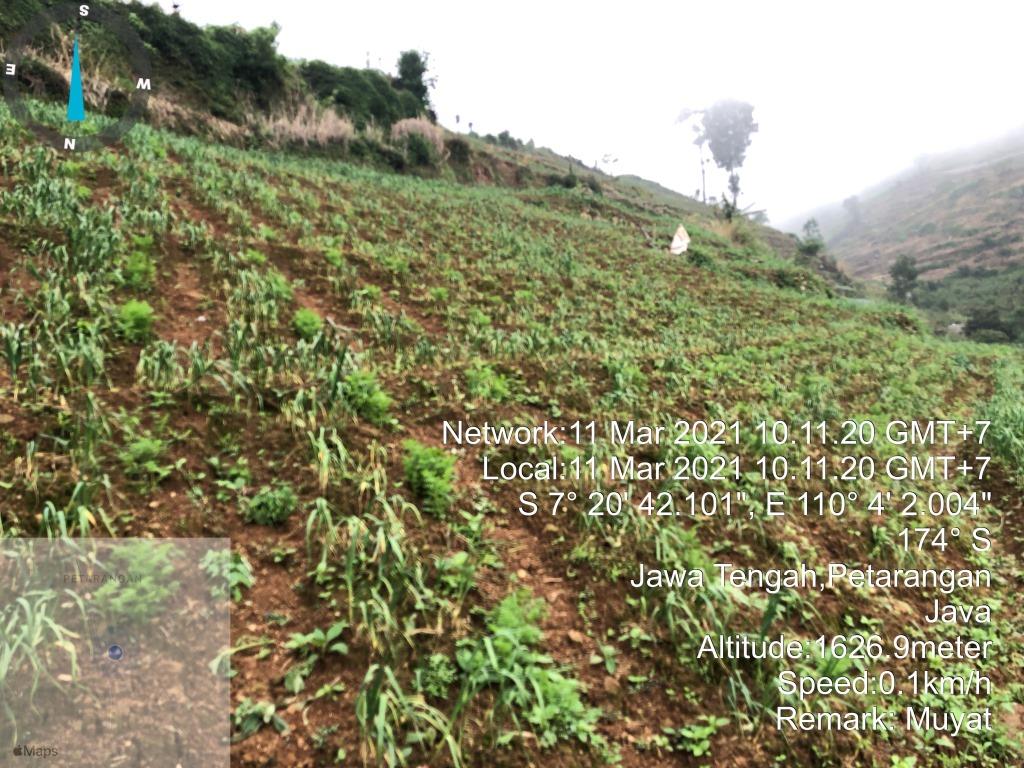 S
E
W
N
Network:11 Mar 2021 10.11.20 GMT+7
Local:11 Mar 2021 10.11.20 GMT+7
S 7° 20' 42.101", E 110° 4' 2.004"
174° S
Jawa Tengah,Petarangan
Java
Altitude:1626.9meter
Speed:0.1km/h
Remark: Muyat
PETARANGAN
Maps